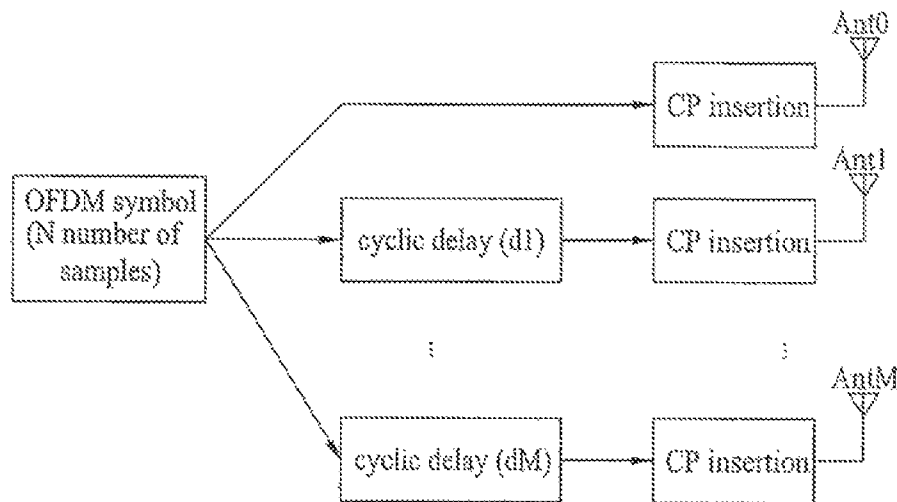 Ant0
CP insertion
Ant1
OFDM symbol
(N number of
samples)
cyclic delay (d1)
CP insertion
AntM
cyclic delay (dM)
CP insertion